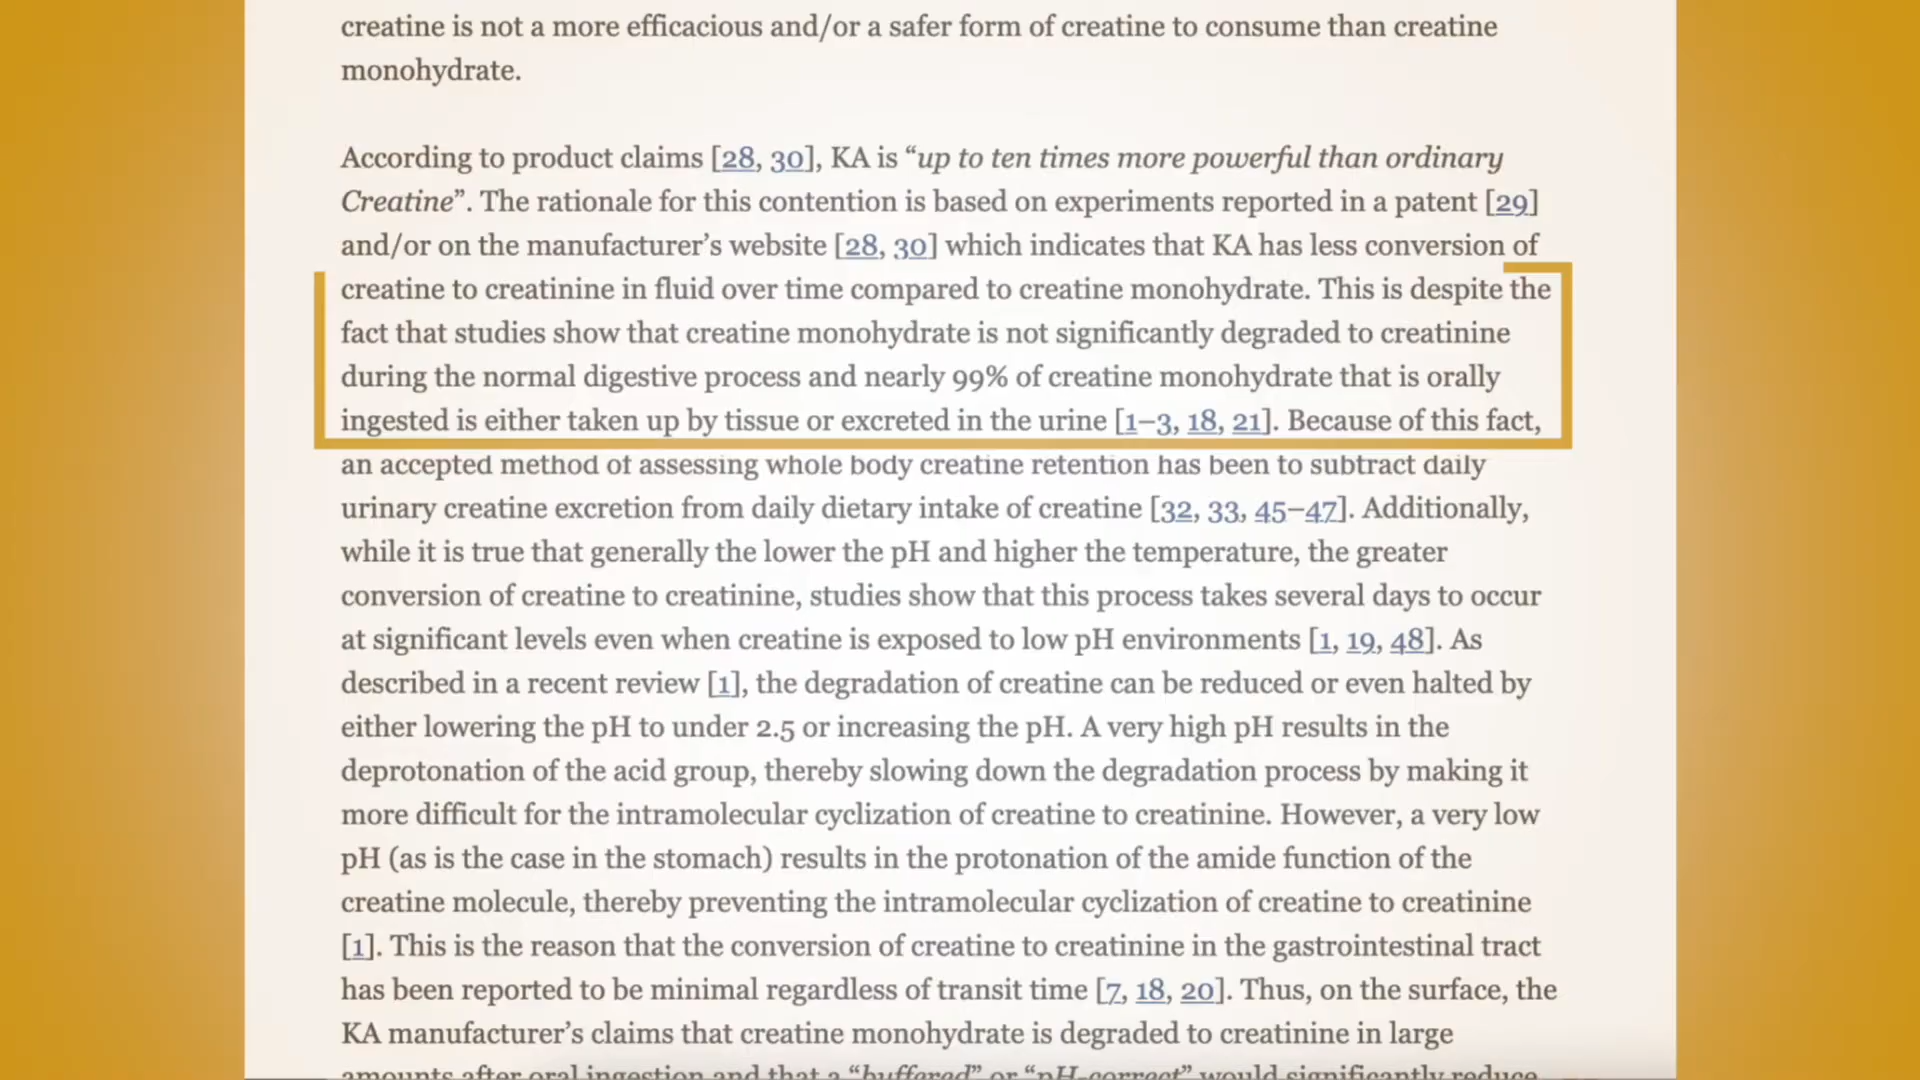 creatine is not a more efficacious and/or a safer form of creatine to consume than creatine
monohydrate.
According to product claims [28, 30], KA is “up to ten times more powerful than ordinary
Creatine”. The rationale for this contention is based on experiments reported in a patent [29]
and/or on the manufacturer’s website [28, 30] which indicates that KA has less conversion of
creatine to creatinine in fluid over time compared to creatine monohydrate. This is despite the
fact that studies show that creatine monohydrate is not significantly degraded to creatinine
during the normal digestive process and nearly 99% of creatine monohydrate that is orally
ingested is either taken up by tissue or excreted in the urine [1–3, 18, 21]. Because of this fact,
an accepted method of assessing whole body creatine retention has been to subtract daily
urinary creatine excretion from daily dietary intake of creatine [32, 33, 45–47]. Additionally,
while it is true that generally the lower the pH and higher the temperature, the greater
conversion of creatine to creatinine, studies show that this process takes several days to occur
at significant levels even when creatine is exposed to low pH environments [1, 19, 48]. As
described in a recent review [1], the degradation of creatine can be reduced or even halted by
either lowering the pH to under 2.5 or increasing the pH. A very high pH results in the
deprotonation of the acid group, thereby slowing down the degradation process by making it
more difficult for the intramolecular cyclization of creatine to creatinine. However, a very low
pH (as is the case in the stomach) results in the protonation of the amide function of the
creatine molecule, thereby preventing the intramolecular cyclization of creatine to creatinine
[1]. This is the reason that the conversion of creatine to creatinine in the gastrointestinal tract
has been reported to be minimal regardless of transit time [7, 18, 20]. Thus, on the surface, the
KA manufacturer’s claims that creatine monohydrate is degraded to creatinine in large
amounts after oral ingestion and that a “buffered” or “pH-correct” would significantly reduce